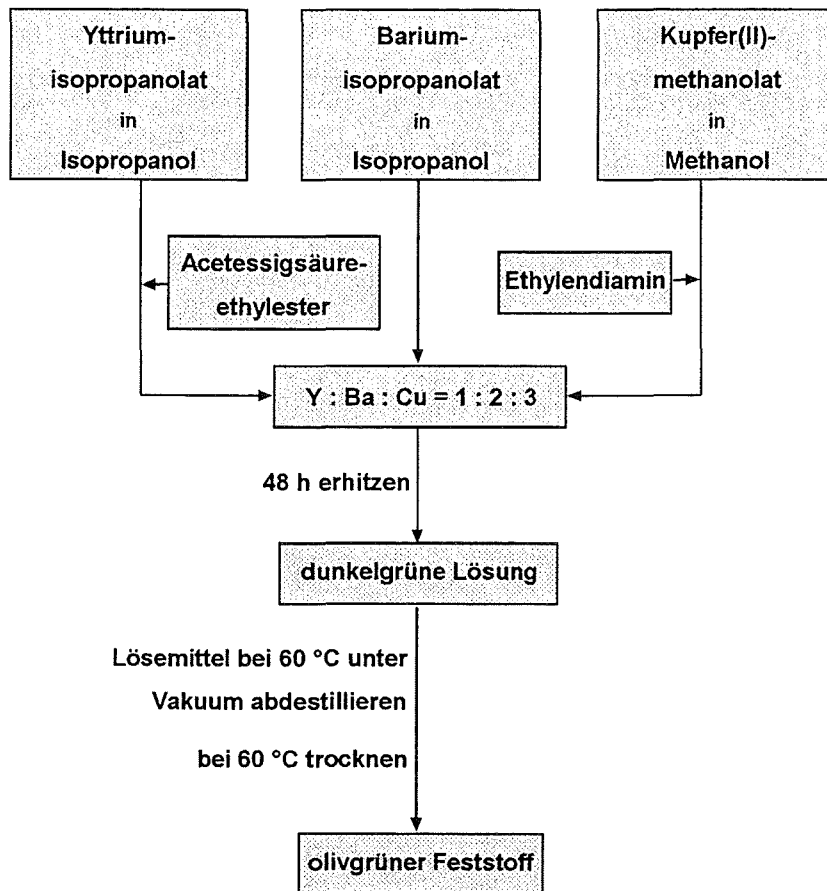 Yttrium-
isopropanolat
in
Isopropanol
Barium-
isopropanolat
in
Isopropanol
Kupfer(II)-
methanolat
in
Methanol
Acetessigsäure-
ethylester
Ethylendiamin
Y : Ba : Cu = 1 : 2 : 3
48 h erhitzen
dunkelgrüne Lösung
Lösemittel bei 60 °C unter
Vakuum abdestillieren
bei 60 °C trocknen
olivgrüner Feststoff